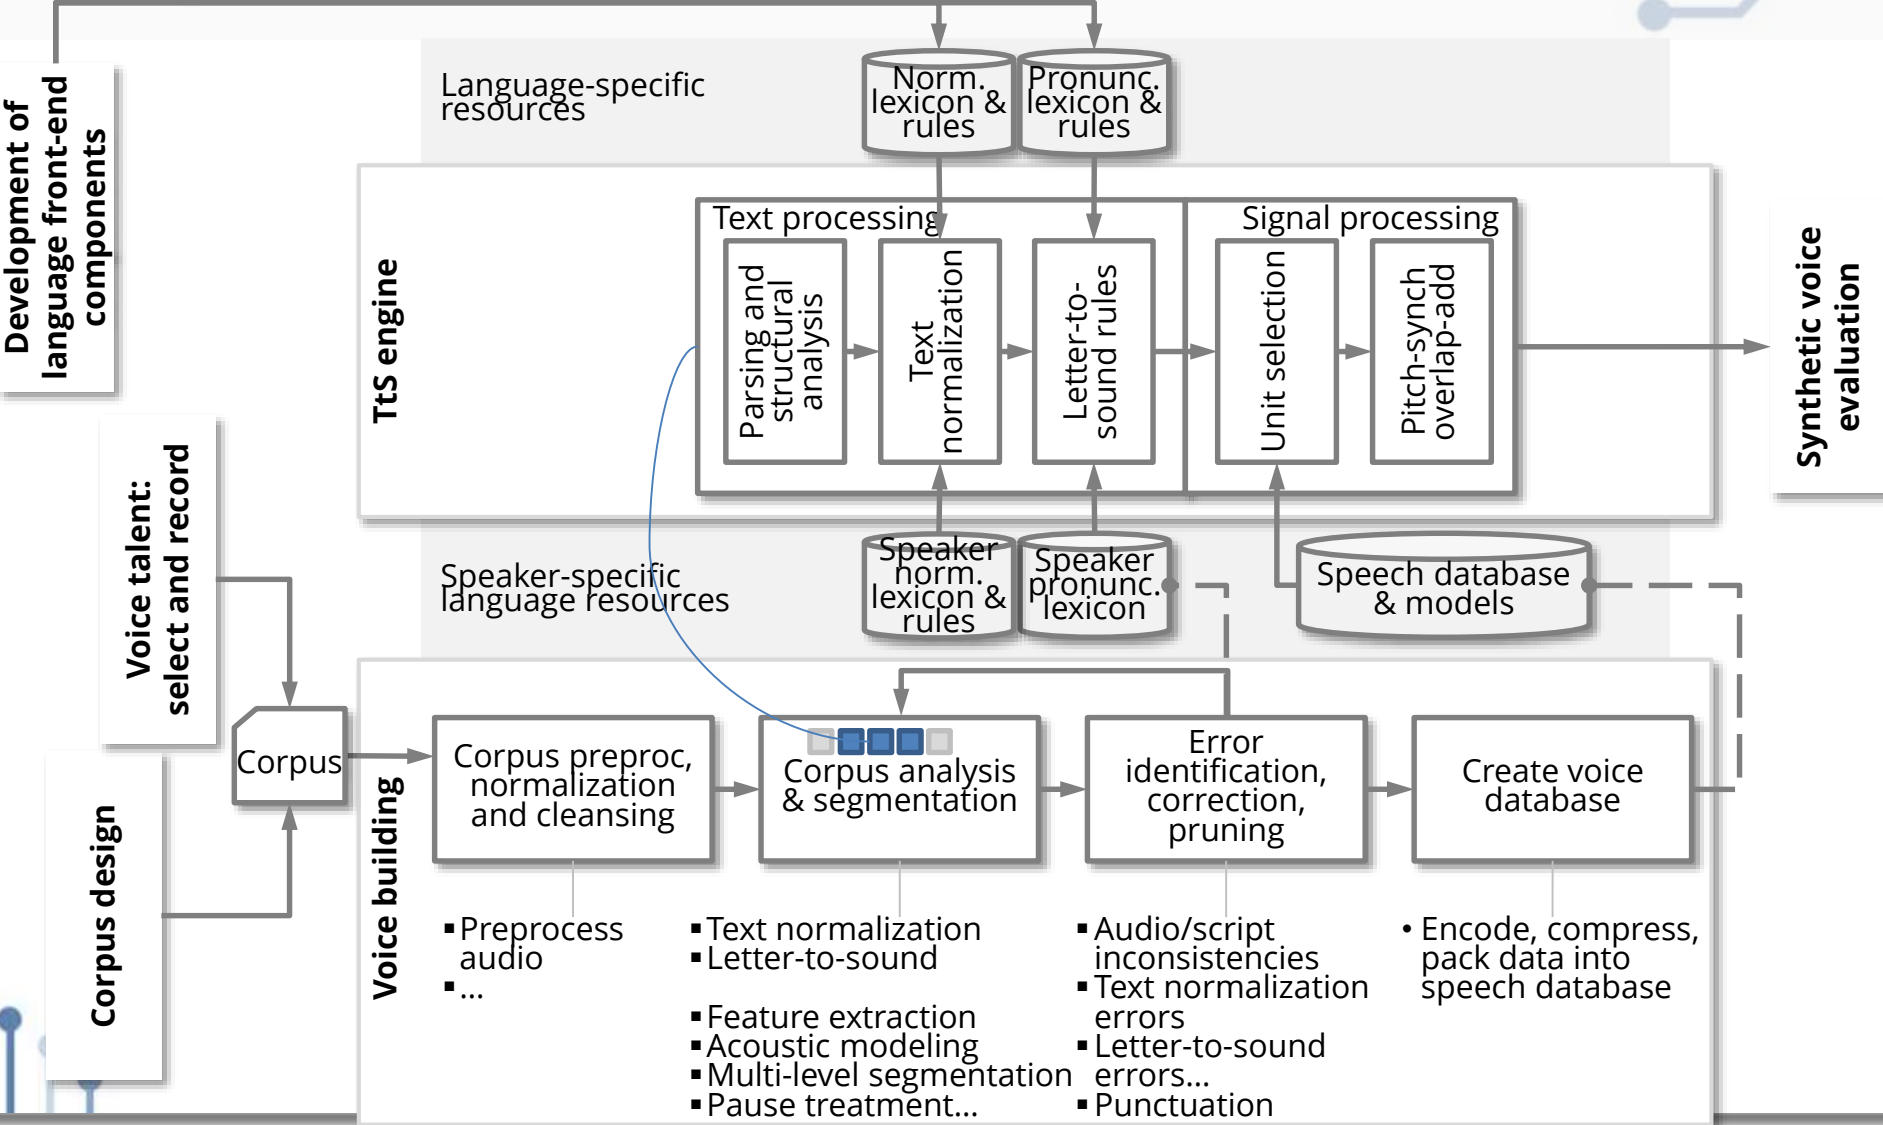 Development of
language front-end
components
Language-specific
resources
Norm.
lexicon &
rules
Pronunc.
lexicon &
rules
TtS engine
Text processing
Parsing and
structural
analysis
Text
normalization
Letter-to-
sound rules
Signal processing
Unit selection
Pitch-synch
overlap-add
Synthetic voice
evaluation
Voice talent:
select and record
Speaker-specific
language resources
Speaker
norm.
lexicon &
rules
Speaker
pronunc.
lexicon
Speech database
& models
Corpus
Corpus design
Voice building
Corpus preproc,
normalization
and cleansing
Corpus analysis
& segmentation
Error
identification,
correction,
pruning
Create voice
database
▪ Preprocess
audio
▪ ...
▪ Text normalization
▪ Letter-to-sound
▪ Feature extraction
▪ Acoustic modeling
▪ Multi-level segmentation
▪ Pause treatment...
▪ Audio/script
inconsistencies
▪ Text normalization
errors
▪ Letter-to-sound
errors...
▪ Punctuation
• Encode, compress,
pack data into
speech database